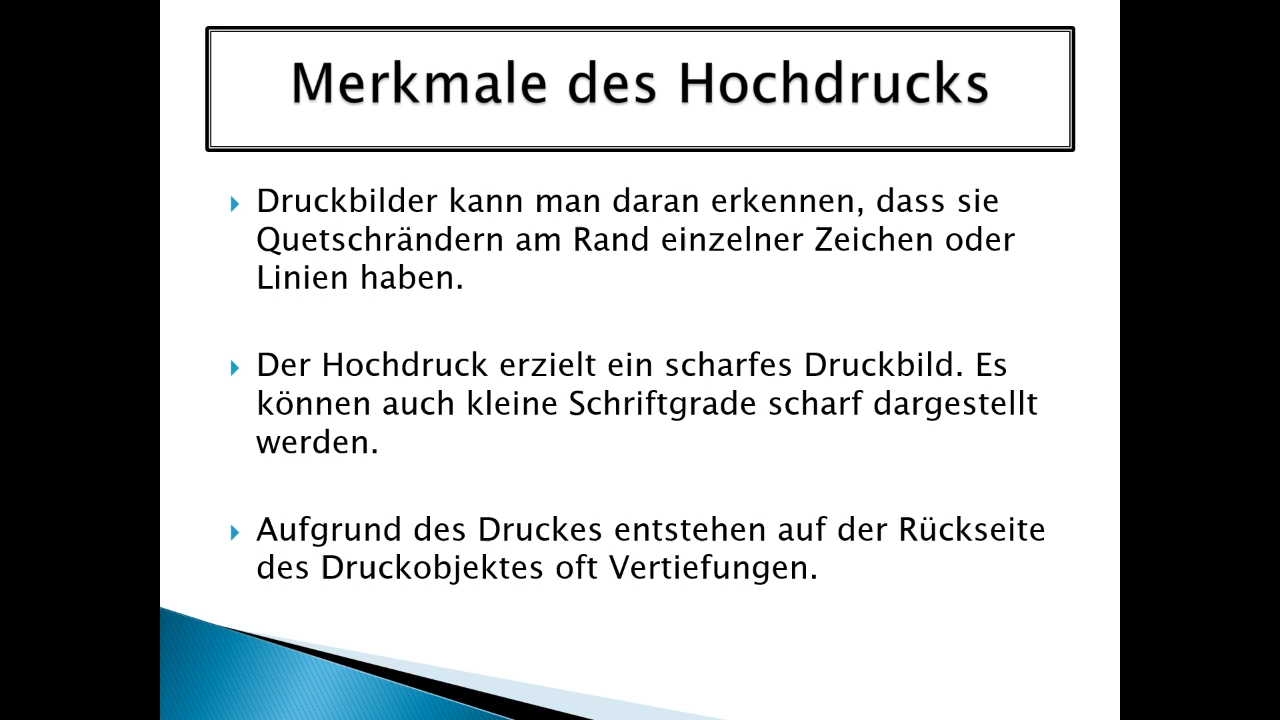 Merkmale des Hochdrucks
Druckbilder kann man daran erkennen, dass sie
Quetschrändern am Rand einzelner Zeichen oder
Linien haben.
Der Hochdruck erzielt ein scharfes Druckbild. Es
können auch kleine Schriftgrade scharf dargestellt
werden.
Aufgrund des Druckes entstehen auf der Rückseite
des Druckobjektes oft Vertiefungen.